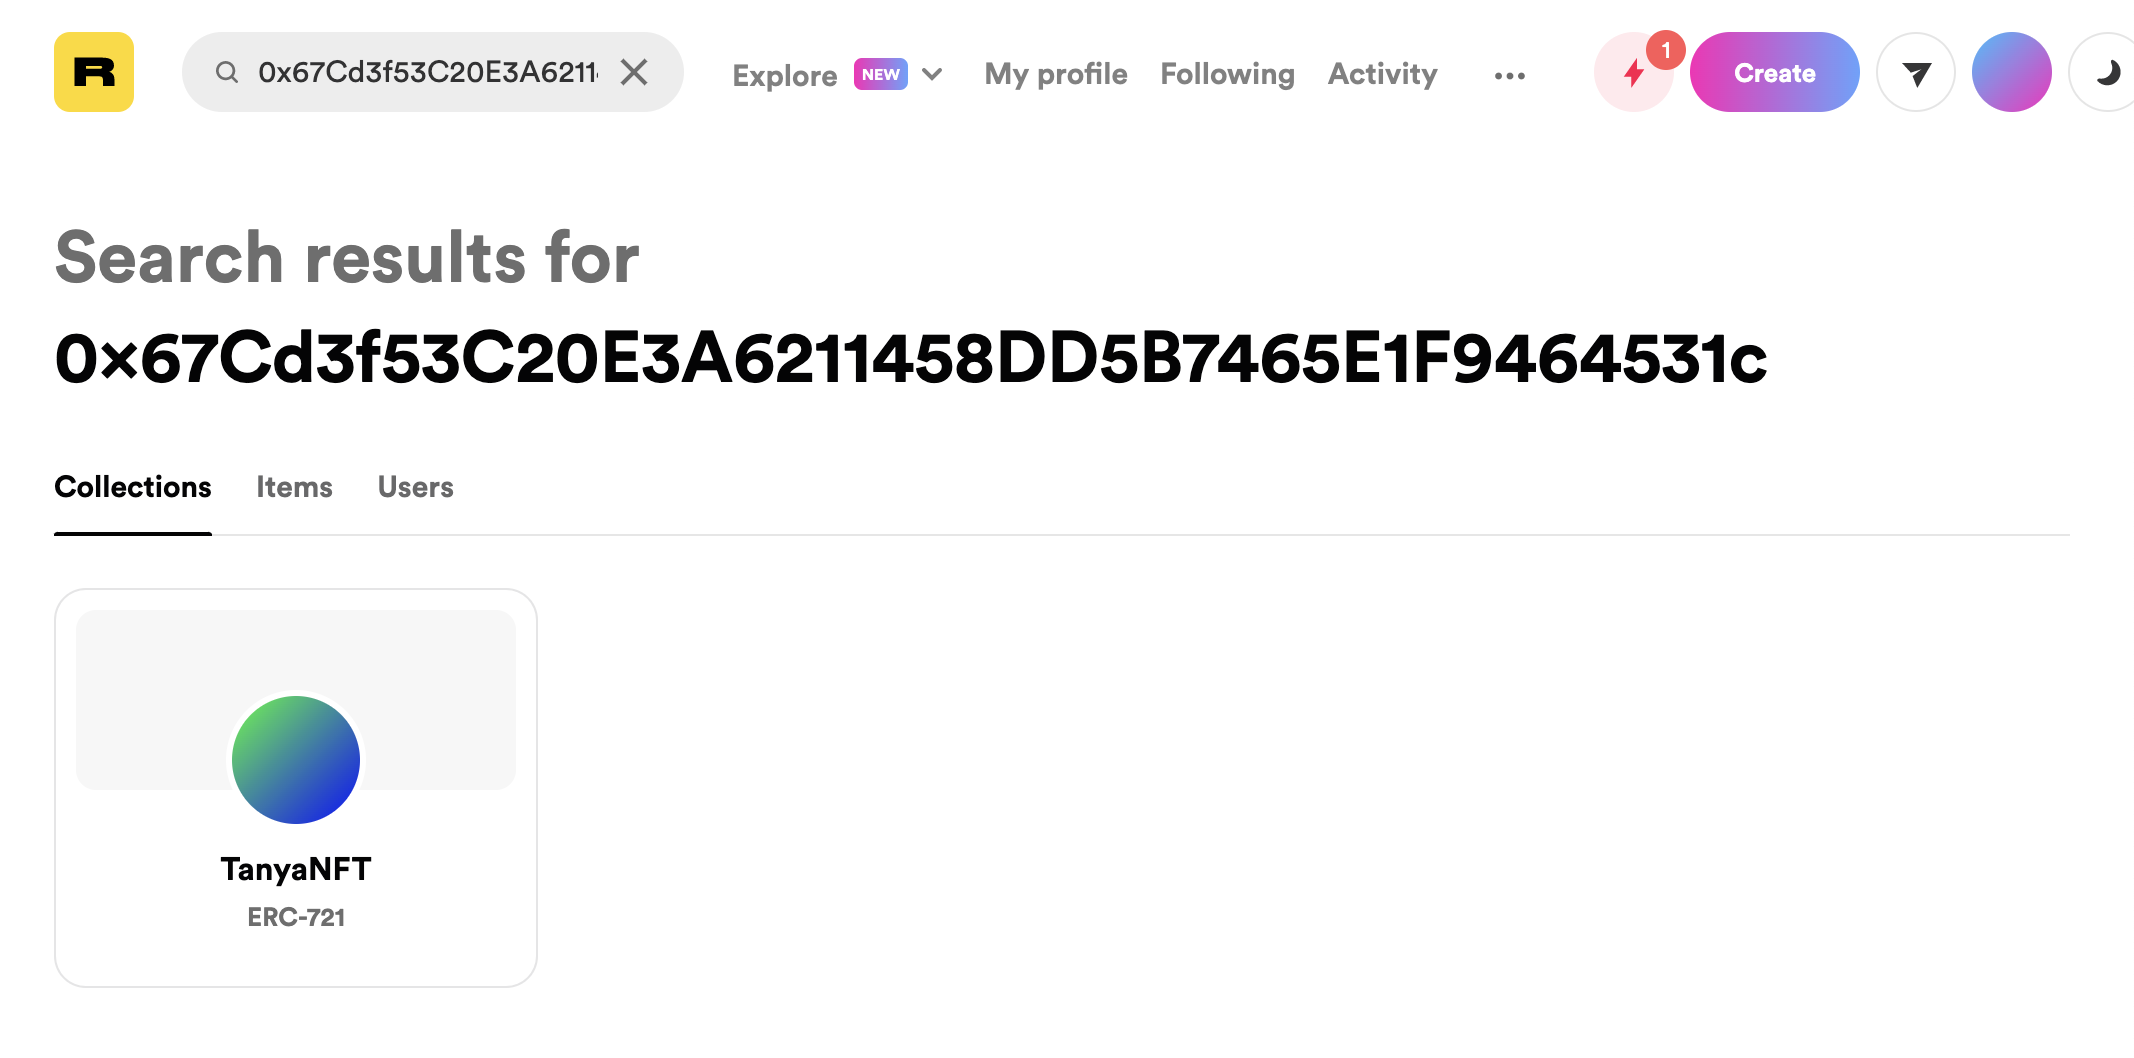 R
0x67Cd3f53C20E3A6211
Explore NEW
My profile
Following
Activity
1
Create
Search results for
0x67Cd3f53C20E3A6211458DD5B7465E1F9464531c
Collections
Items
Users
TanyaNFT
ERC-721